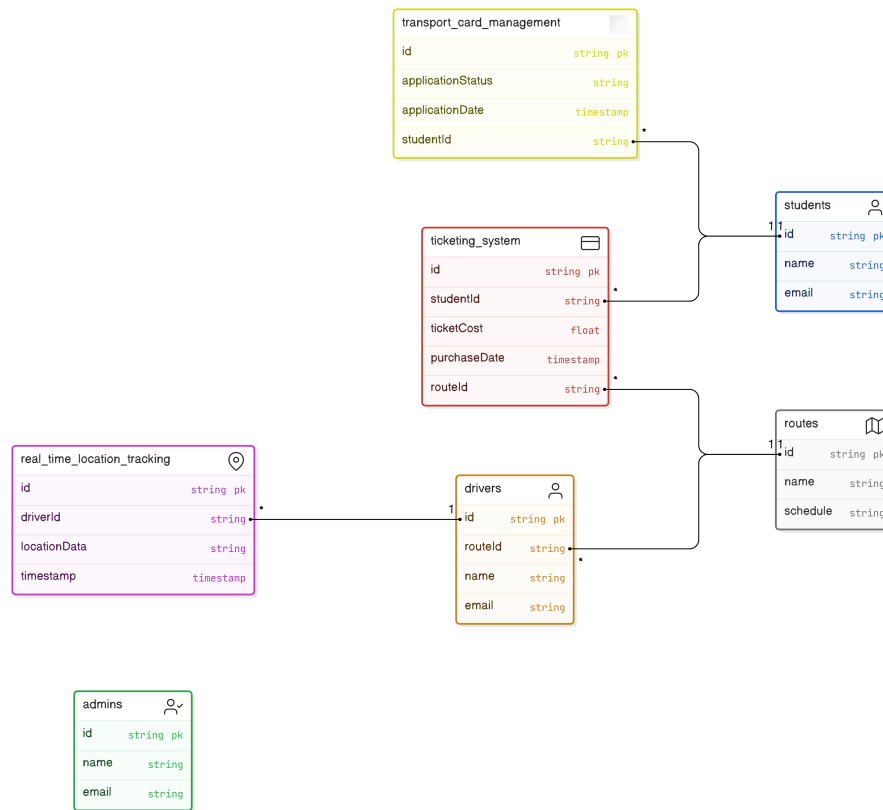 transport_card_management
id string pk
applicationStatus string
applicationDate timestamp
studentId string
*
students
1 1
id string pk
name string
email string
ticketing_system
id string pk
studentId string
*
ticketCost float
purchaseDate timestamp
routeId string
*
routes
1 1
id string pk
name string
schedule string
real_time_location_tracking
id string pk
driverId string
*
locationData string
timestamp timestamp
drivers
1
id string pk
routeId string
*
name string
email string
admins
id string pk
name string
email string